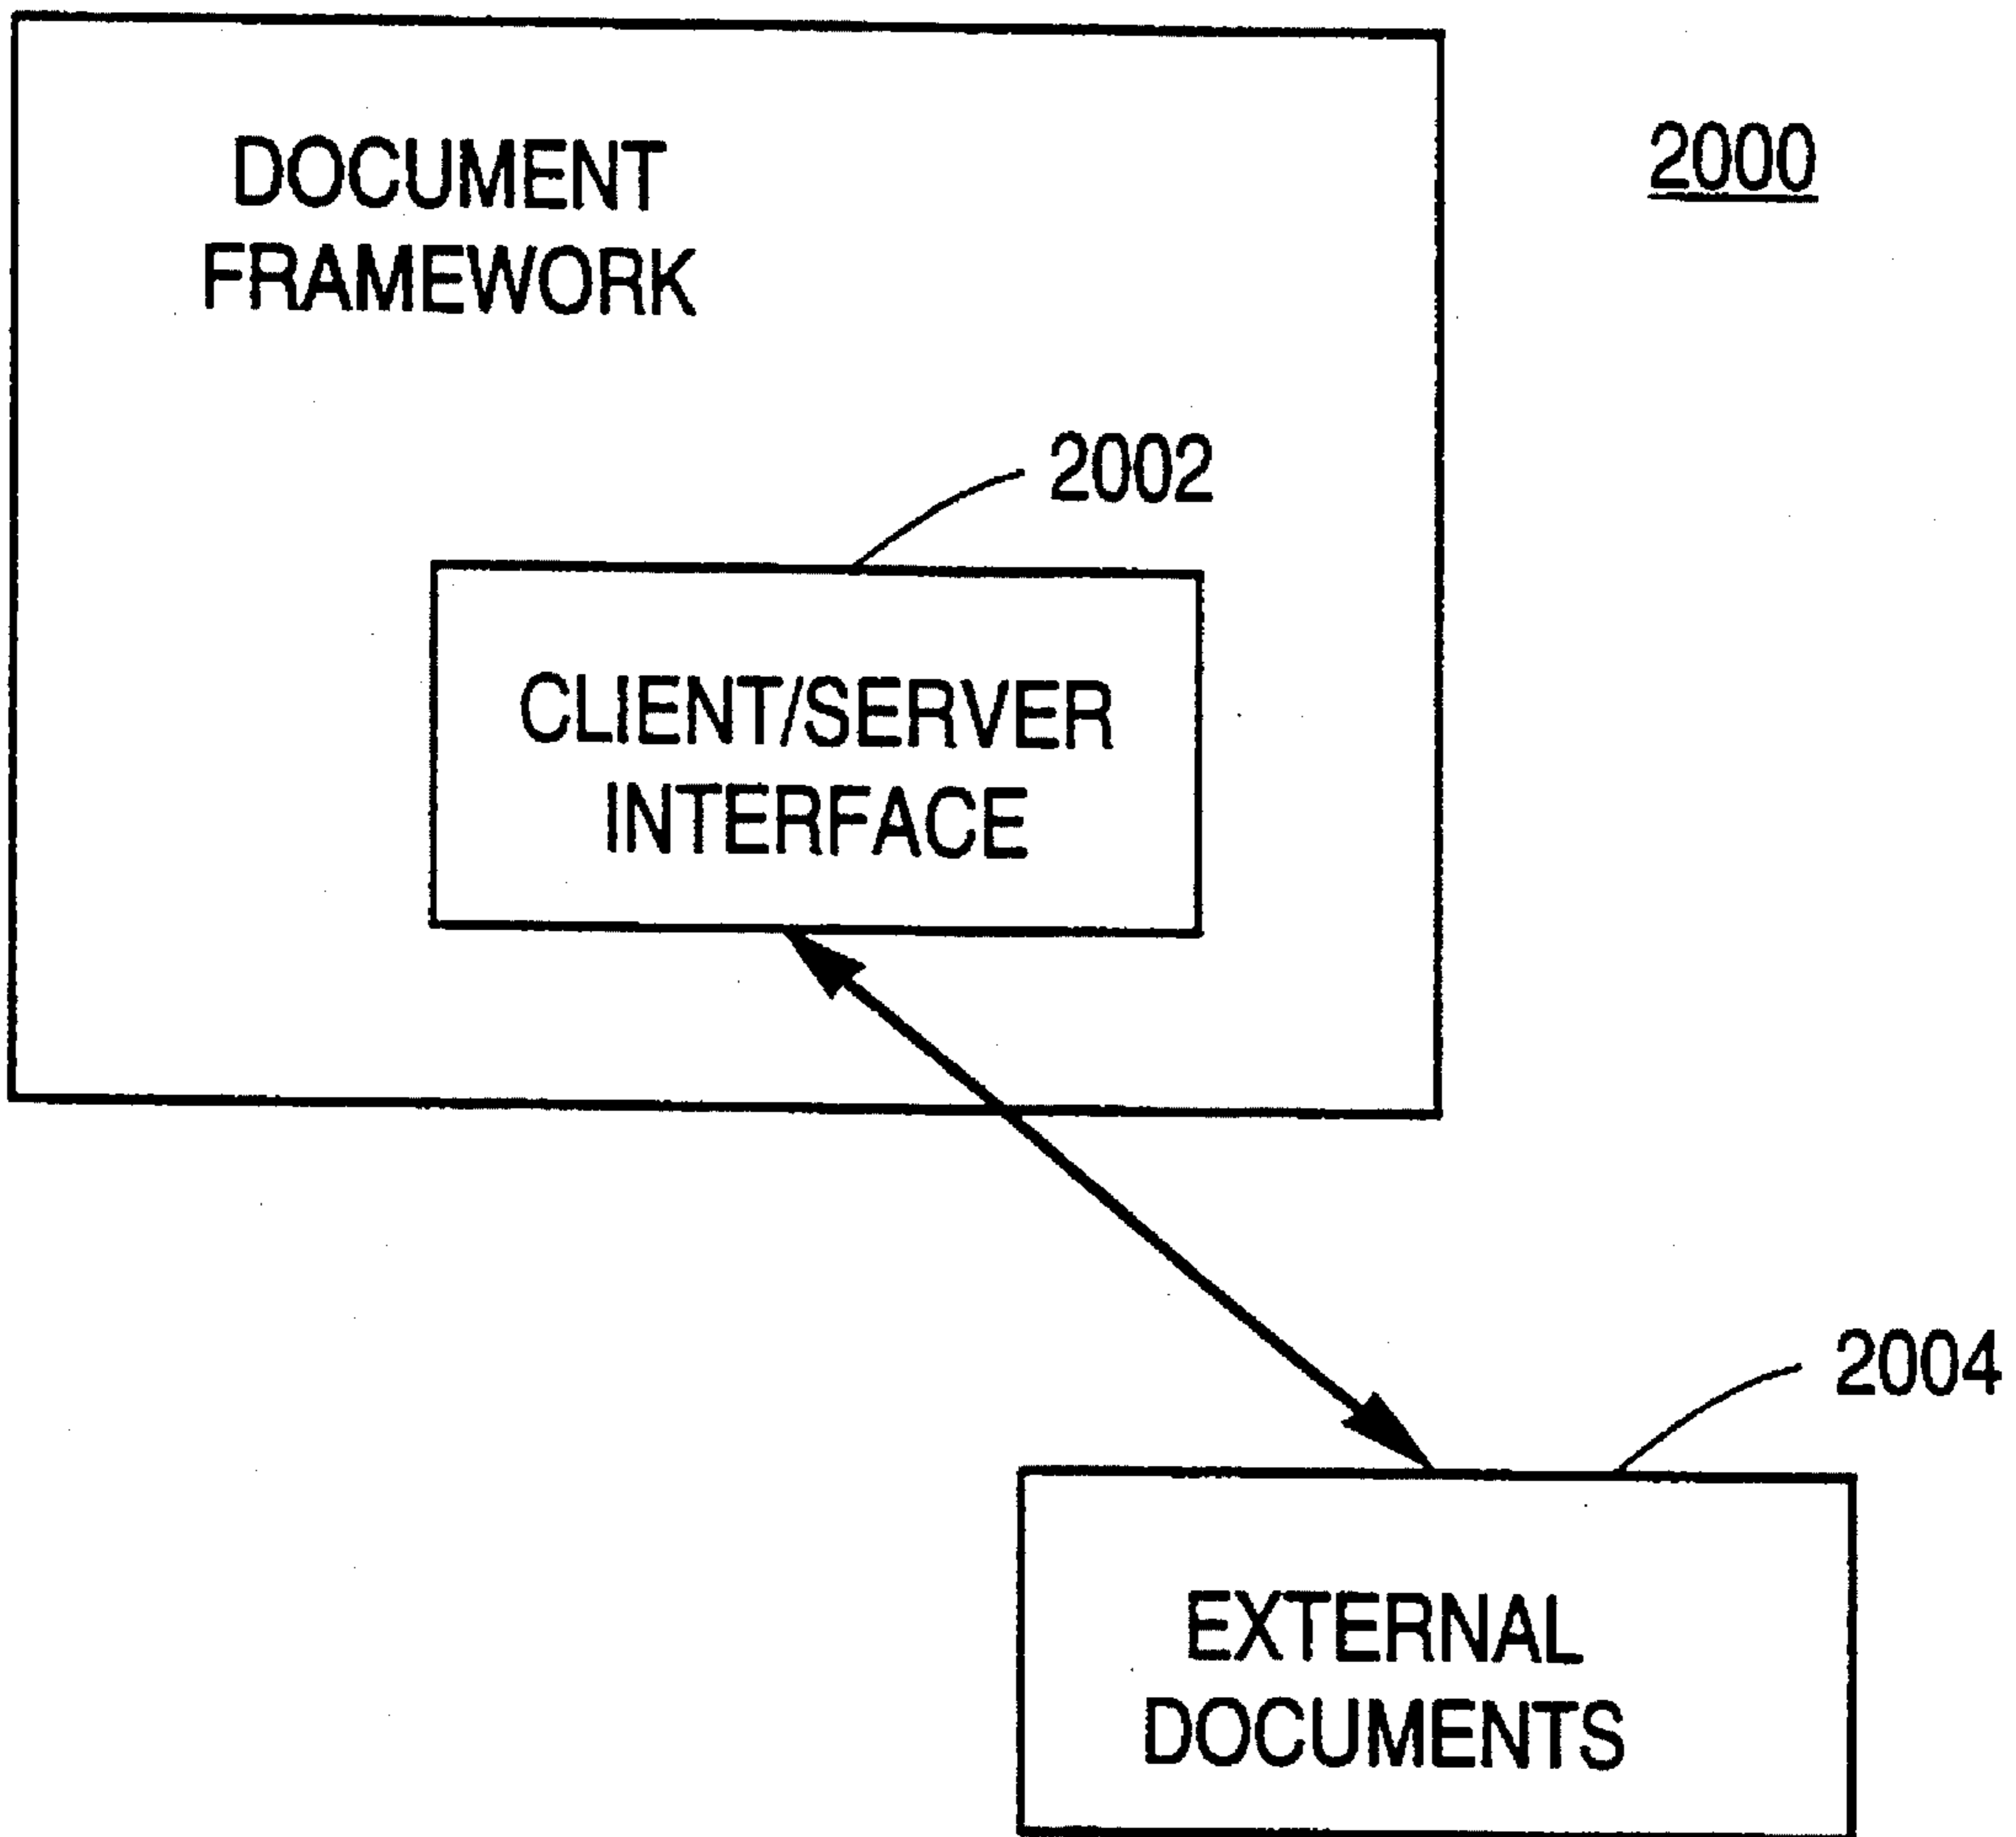 DOCUMENT
FRAMEWORK
2000
2002
CLIENT/SERVER
INTERFACE
2004
EXTERNAL
DOCUMENTS